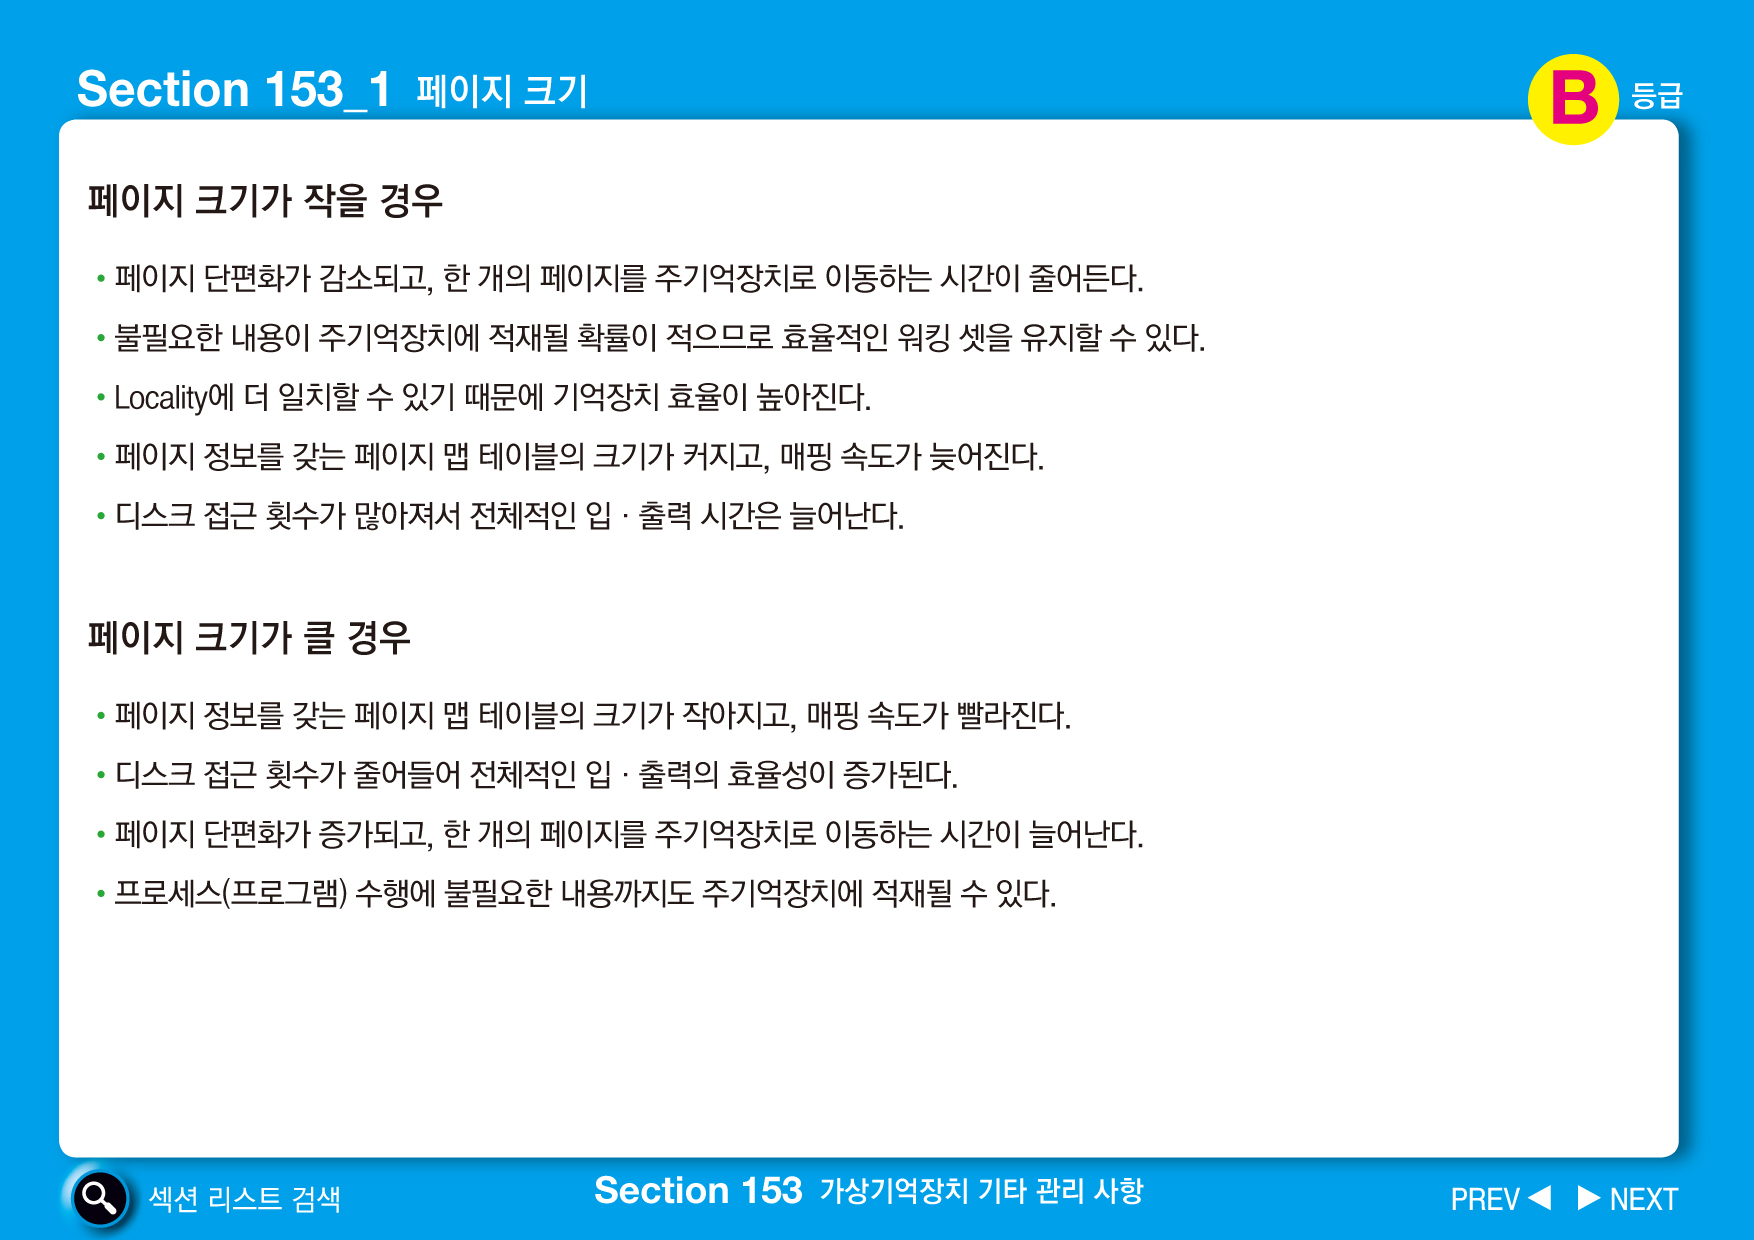 Section 153_1 페이지 크기
B 등급
페이지 크기가 작을 경우
• 페이지 단편화가 감소되고, 한 개의 페이지를 주기억장치로 이동하는 시간이 줄어든다.
• 불필요한 내용이 주기억장치에 적재될 확률이 적으므로 효율적인 워킹 셋을 유지할 수 있다.
• Locality에 더 일치할 수 있기 때문에 기억장치 효율이 높아진다.
• 페이지 정보를 갖는 페이지 맵 테이블의 크기가 커지고, 매핑 속도가 늦어진다.
• 디스크 접근 횟수가 많아져서 전체적인 입 · 출력 시간은 늘어난다.
페이지 크기가 클 경우
• 페이지 정보를 갖는 페이지 맵 테이블의 크기가 작아지고, 매핑 속도가 빨라진다.
• 디스크 접근 횟수가 줄어들어 전체적인 입 · 출력의 효율성이 증가된다.
• 페이지 단편화가 증가되고, 한 개의 페이지를 주기억장치로 이동하는 시간이 늘어난다.
• 프로세스(프로그램) 수행에 불필요한 내용까지도 주기억장치에 적재될 수 있다.
섹션 리스트 검색
Section 153 가상기억장치 기타 관리 사항
PREV ◀ ▶ NEXT